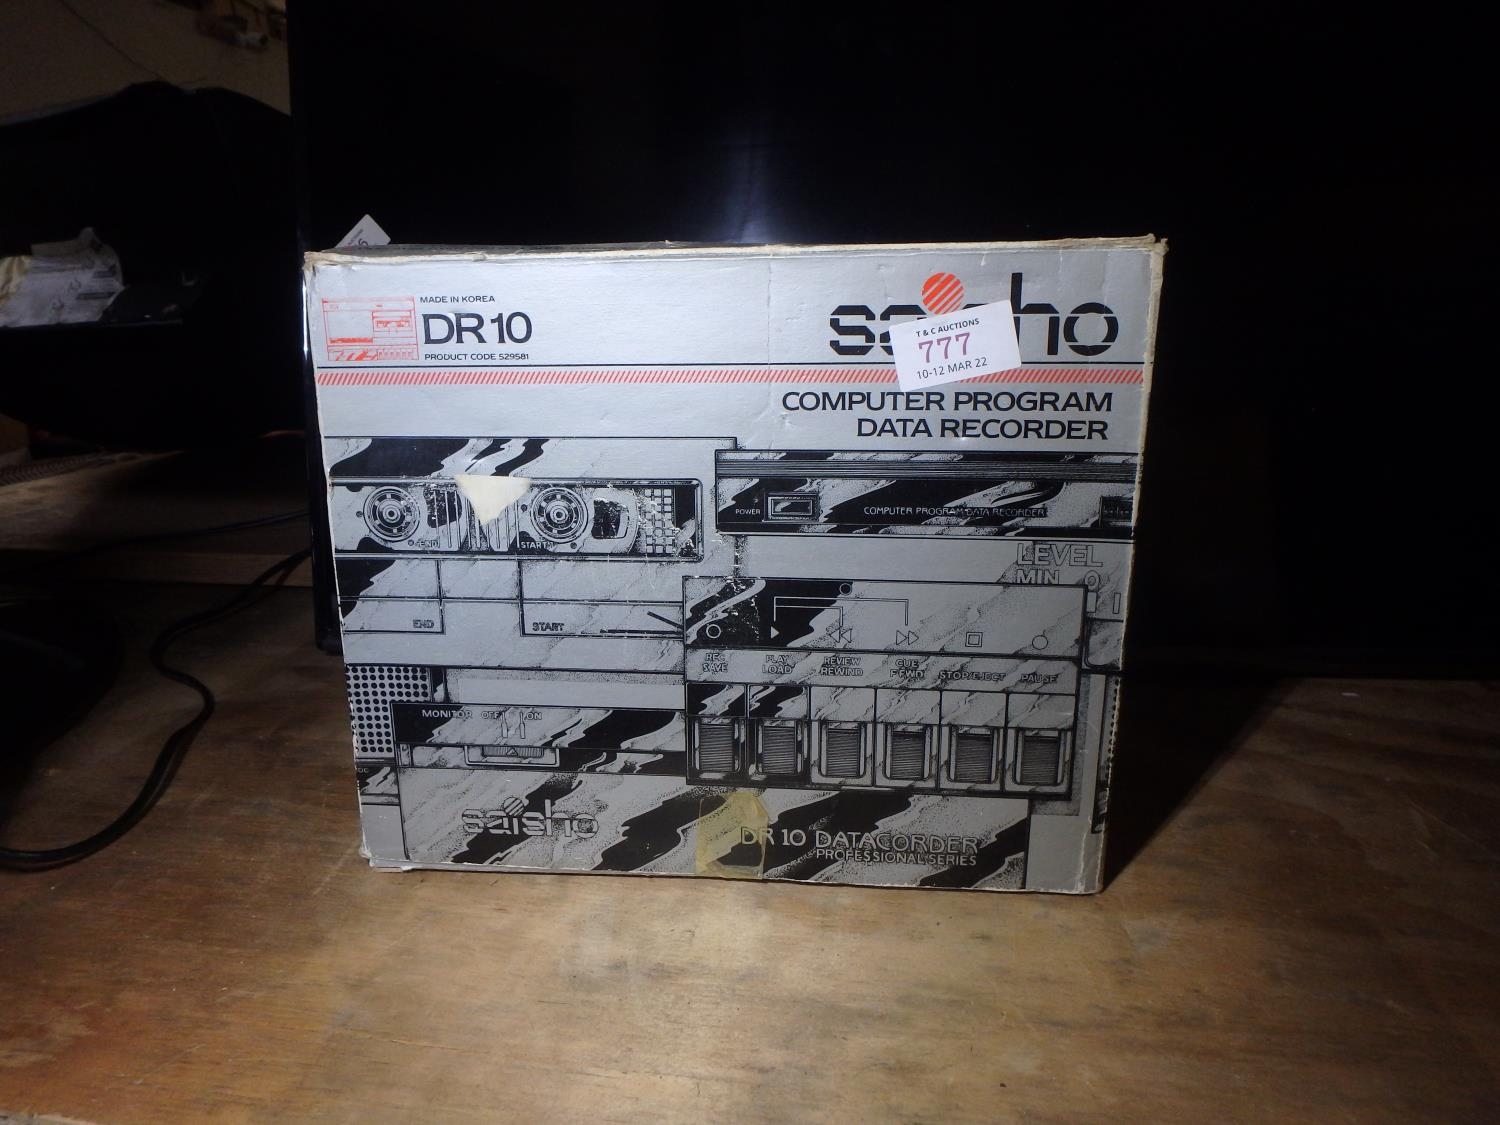 MADE IN KOREA
DR10
PRODUCT CODE 529581
saisho
T & C AUCTIONS
777
10-12 MAR 22
COMPUTER PROGRAM
DATA RECORDER
POWER
COMPUTER PROGRAM DATA RECORDER
END
START
LEVEL
MIN 0
END
START
REC
SAVE
PLAY
LOAD
REVIEW
REWIND
CUE
F FWD
STOP/EJECT
PAUSE
MONITOR OFF ON
saisho
DR 10 DATACORDER
PROFESSIONAL SERIES